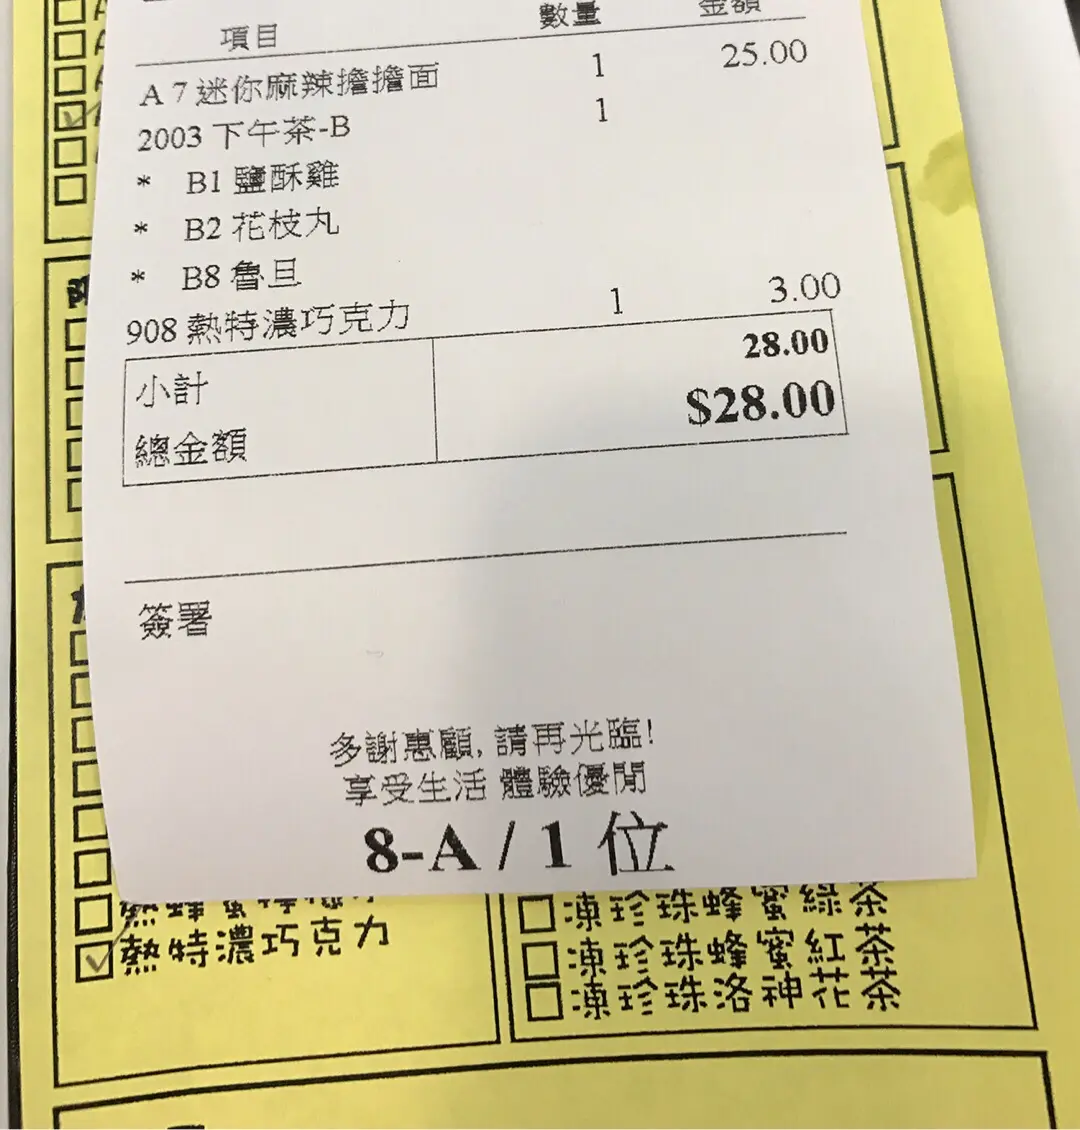 項目 數量 金額
A 7 迷你麻辣擔擔面 1 25.00
2003 下午茶-B 1
* B1 鹽酥雞
* B2 花枝丸
* B8 魯旦
908 熱特濃巧克力 1 3.00
小計 28.00
總金額 $28.00
簽署
多謝惠顧, 請再光臨!
享受生活 體驗優閒
8-A / 1 位
熱特濃巧克力
凍珍珠蜂蜜綠茶
凍珍珠蜂蜜紅茶
凍珍珠洛神花茶